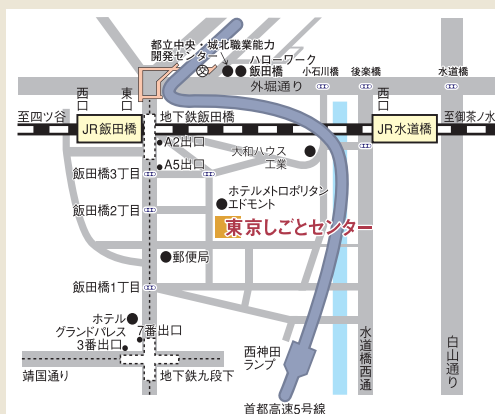 都立中央・城北職業能力
開発センター
ハローワーク
飯田橋
小石川橋
後楽橋
水道橋
外堀通り
西口
東口
西口
至四ツ谷
JR飯田橋
地下鉄飯田橋
JR水道橋
至御茶ノ水
A2出口
大和ハウス
工業
A5出口
飯田橋3丁目
ホテルメトロポリタン
エドモント
飯田橋2丁目
東京しごとセンター
郵便局
飯田橋1丁目
ホテル
グランドパレス
7番出口
3番出口
西神田
ランプ
水道橋西通
白山通り
靖国通り
地下鉄九段下
首都高速5号線